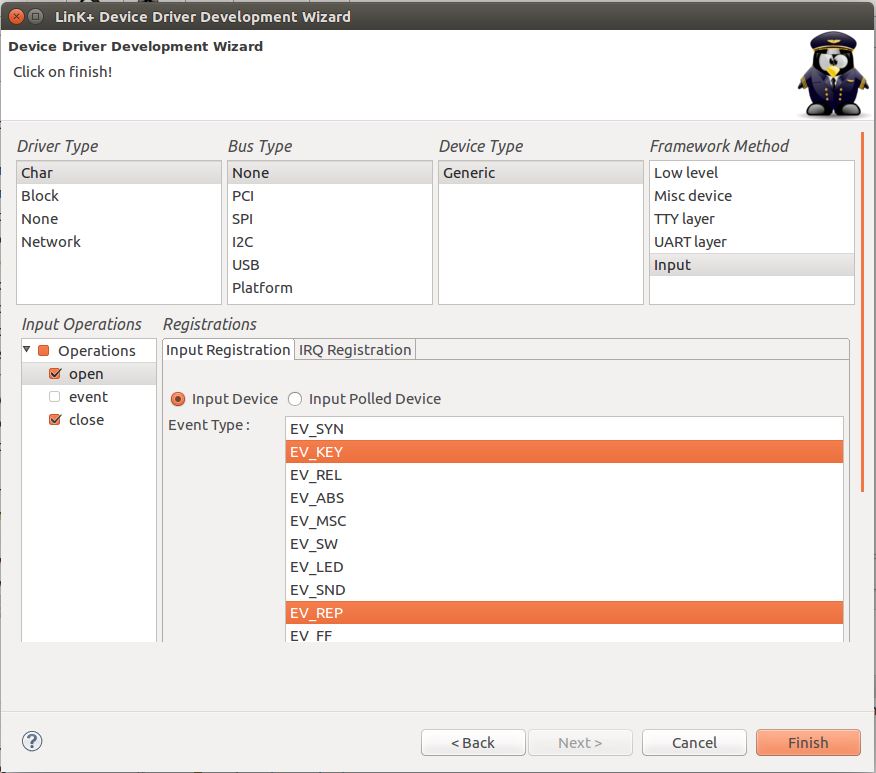 LinK+ Device Driver Development Wizard
Device Driver Development Wizard
Click on finish!
Driver Type
Char
Block
None
Network
Bus Type
None
PCI
SPI
I2C
USB
Platform
Device Type
Generic
Framework Method
Low level
Misc device
TTY layer
UART layer
Input
Input Operations
Operations
open
event
close
Registrations
Input Registration IRQ Registration
Input Device Input Polled Device
Event Type :
EV_SYN
EV_KEY
EV_REL
EV_ABS
EV_MSC
EV_SW
EV_LED
EV_SND
EV_REP
EV_FF
?
< Back Next > Cancel Finish